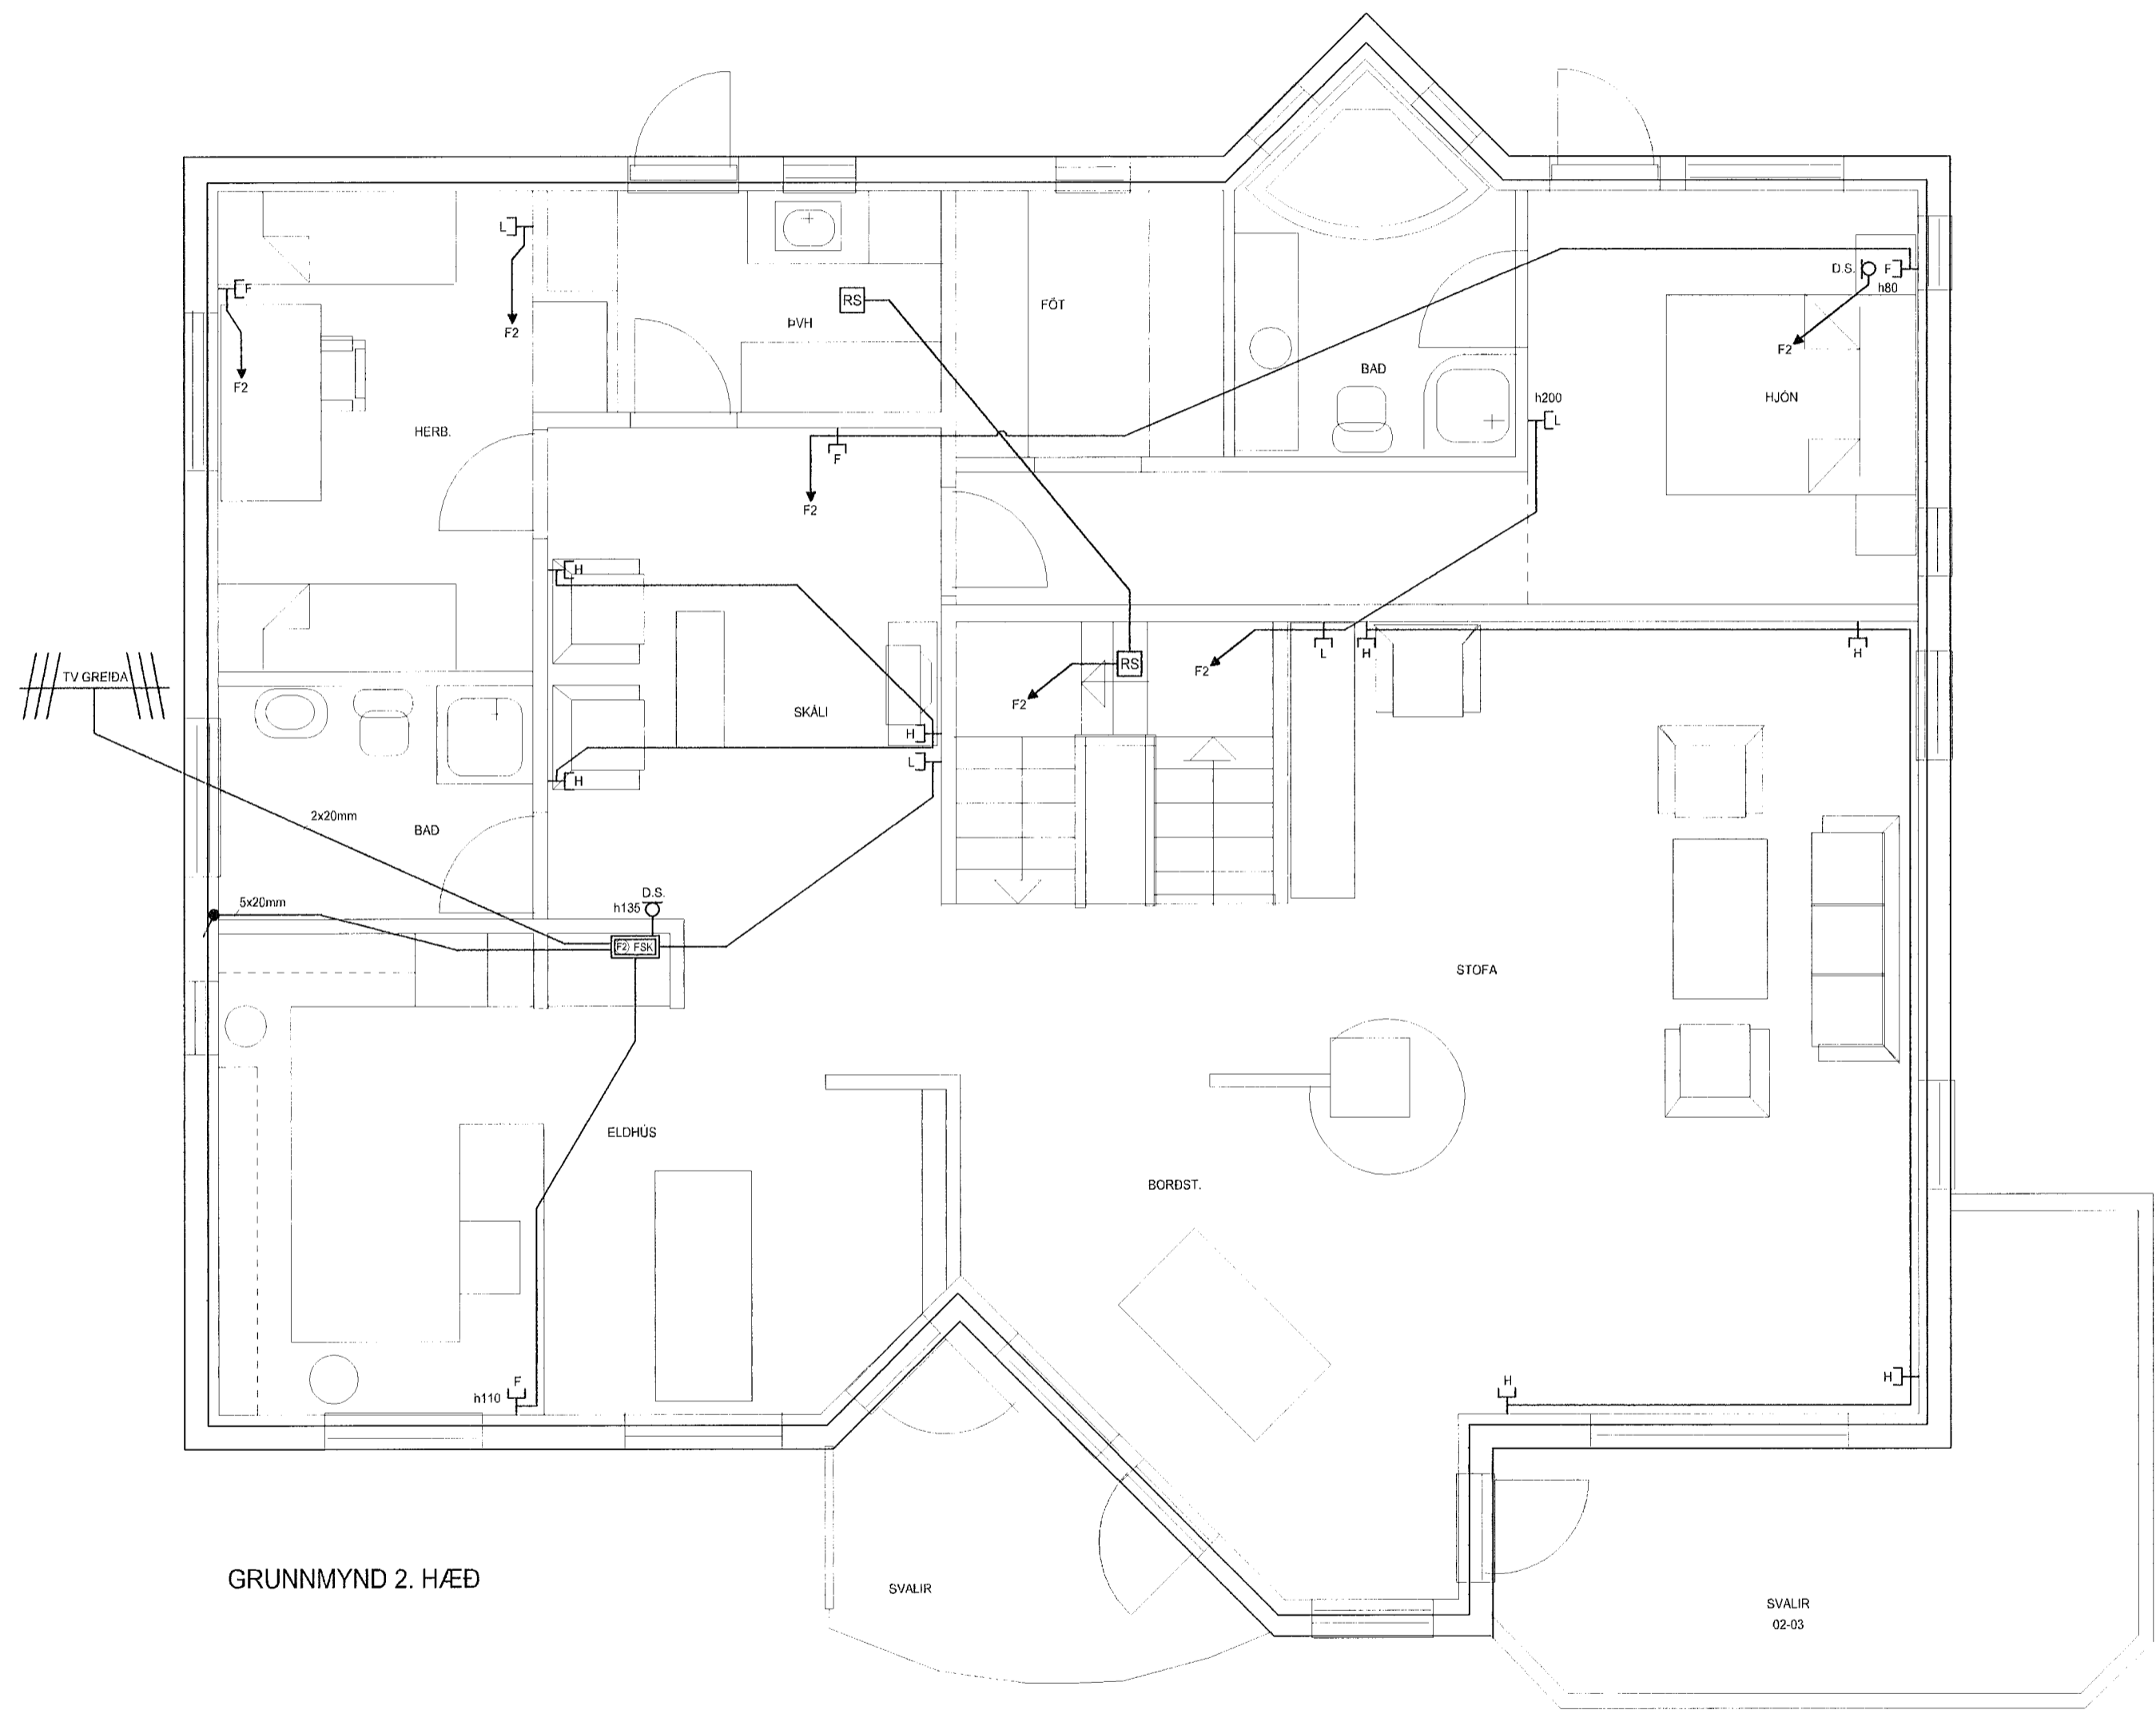 L
F
F2
F2
HERB.
RS
ÞVH
FÖT
BAÐ
D.S.
F
h80
F2
HJÓN
h200
L
F
F2
H
TV GREIÐA
SKÁLI
H
L
H
RS
F2
F2
L
H
H
2x20mm
BAÐ
5x20mm
D.S.
h135
F2
FSK
STOFA
ELDHÚS
BORÐST.
F
h110
H
H
GRUNNMYND 2. HÆÐ
SVALIR
SVALIR
02-03